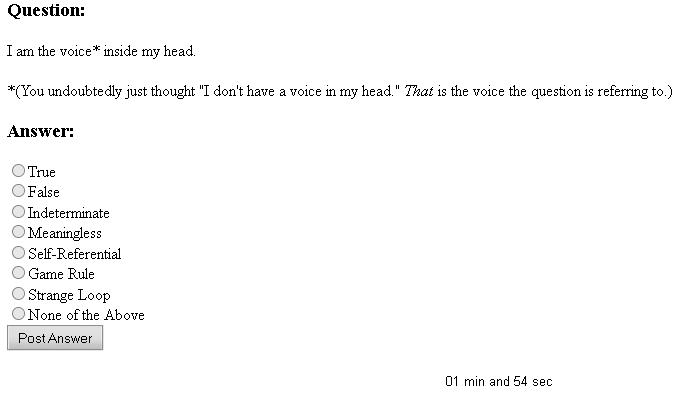 Question:
I am the voice* inside my head.
*(You undoubtedly just thought "I don't have a voice in my head." That is the voice the question is referring to.)
Answer:
True
False
Indeterminate
Meaningless
Self-Referential
Game Rule
Strange Loop
None of the Above
Post Answer
01 min and 54 sec